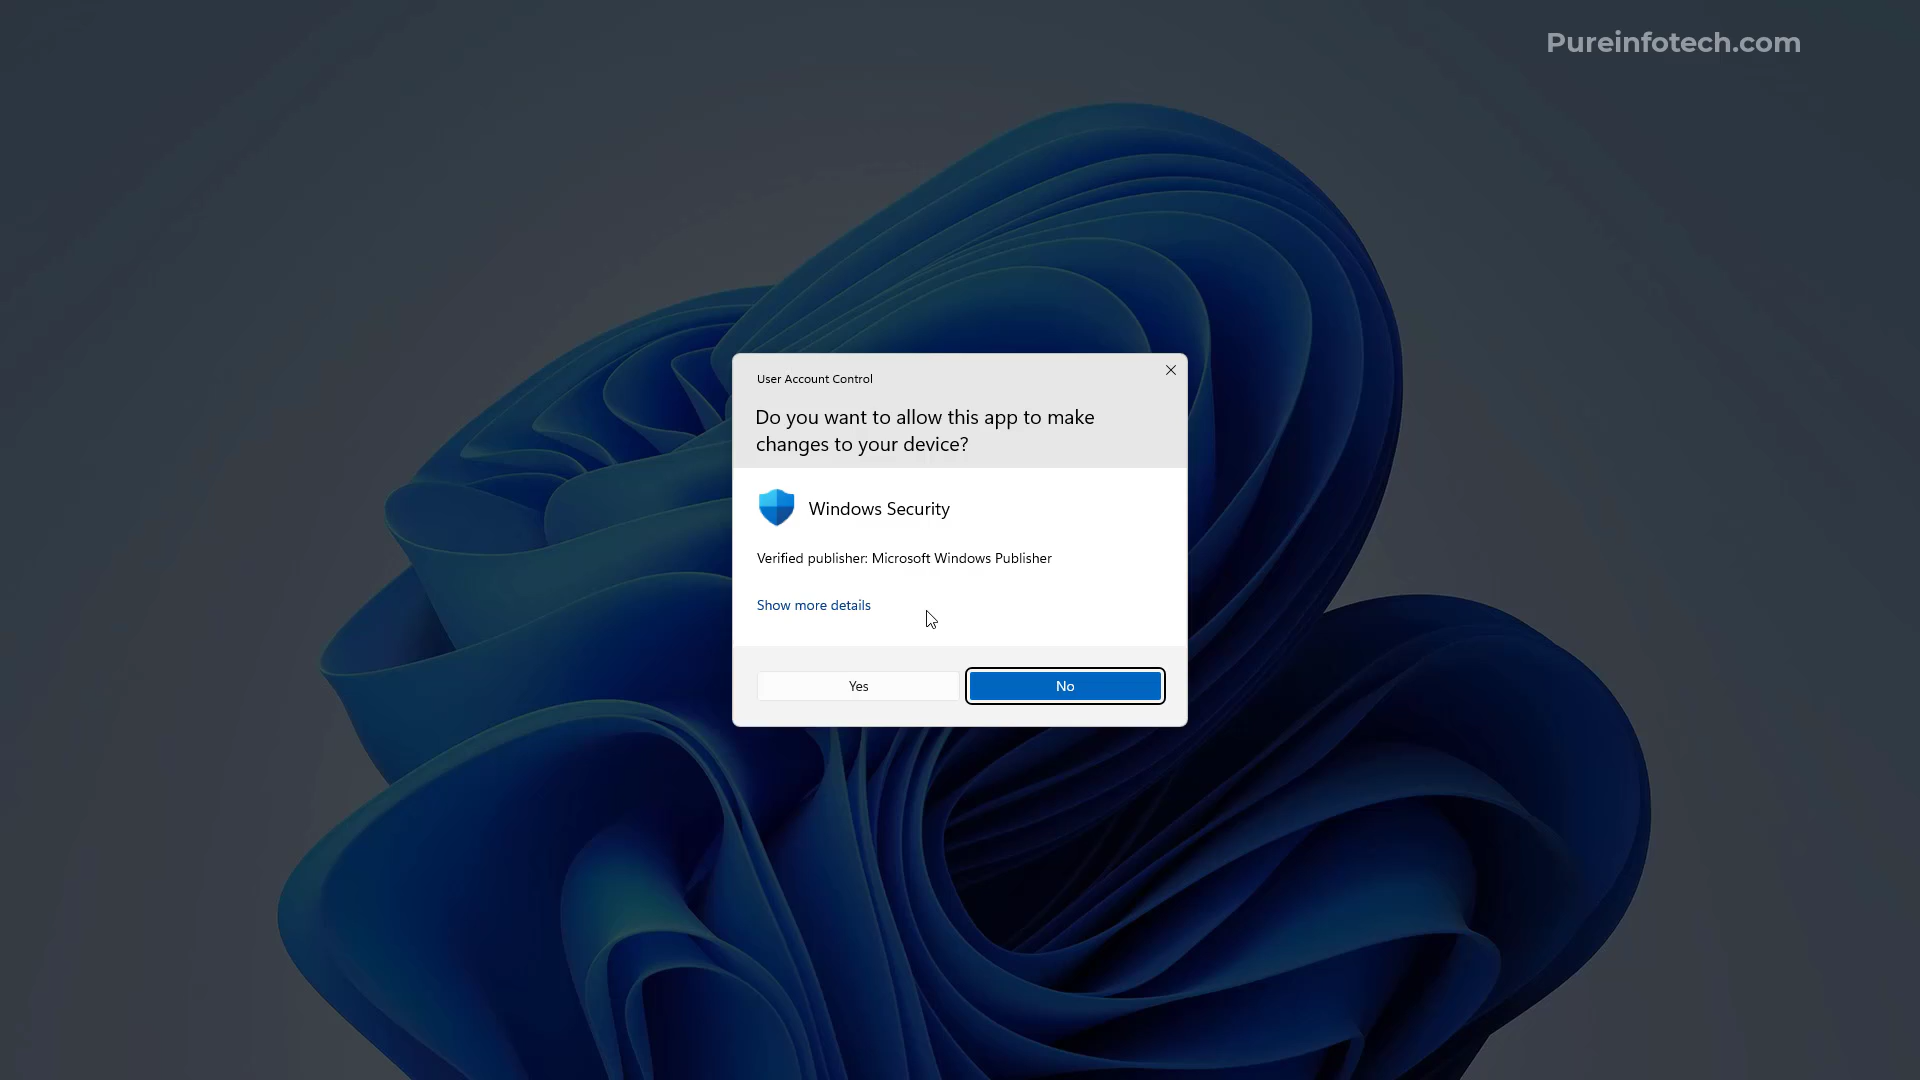 Pureinfotech.com
User Account Control
Do you want to allow this app to make
changes to your device?
Windows Security
Verified publisher: Microsoft Windows Publisher
Show more details
Yes No